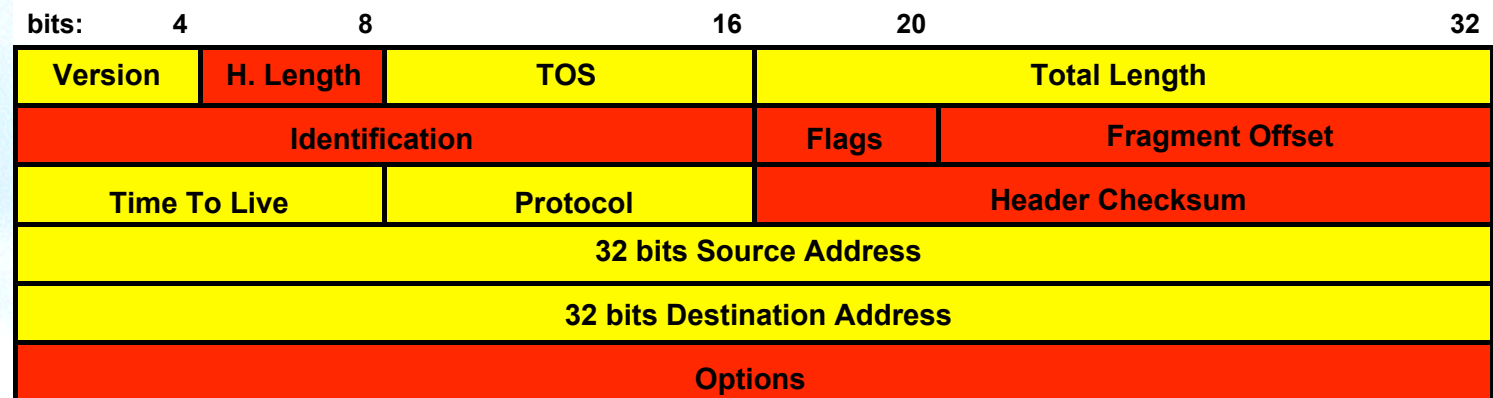 bits: 4 8 16 20 32
Version H. Length TOS Total Length
Identification Flags Fragment Offset
Time To Live Protocol Header Checksum
32 bits Source Address
32 bits Destination Address
Options